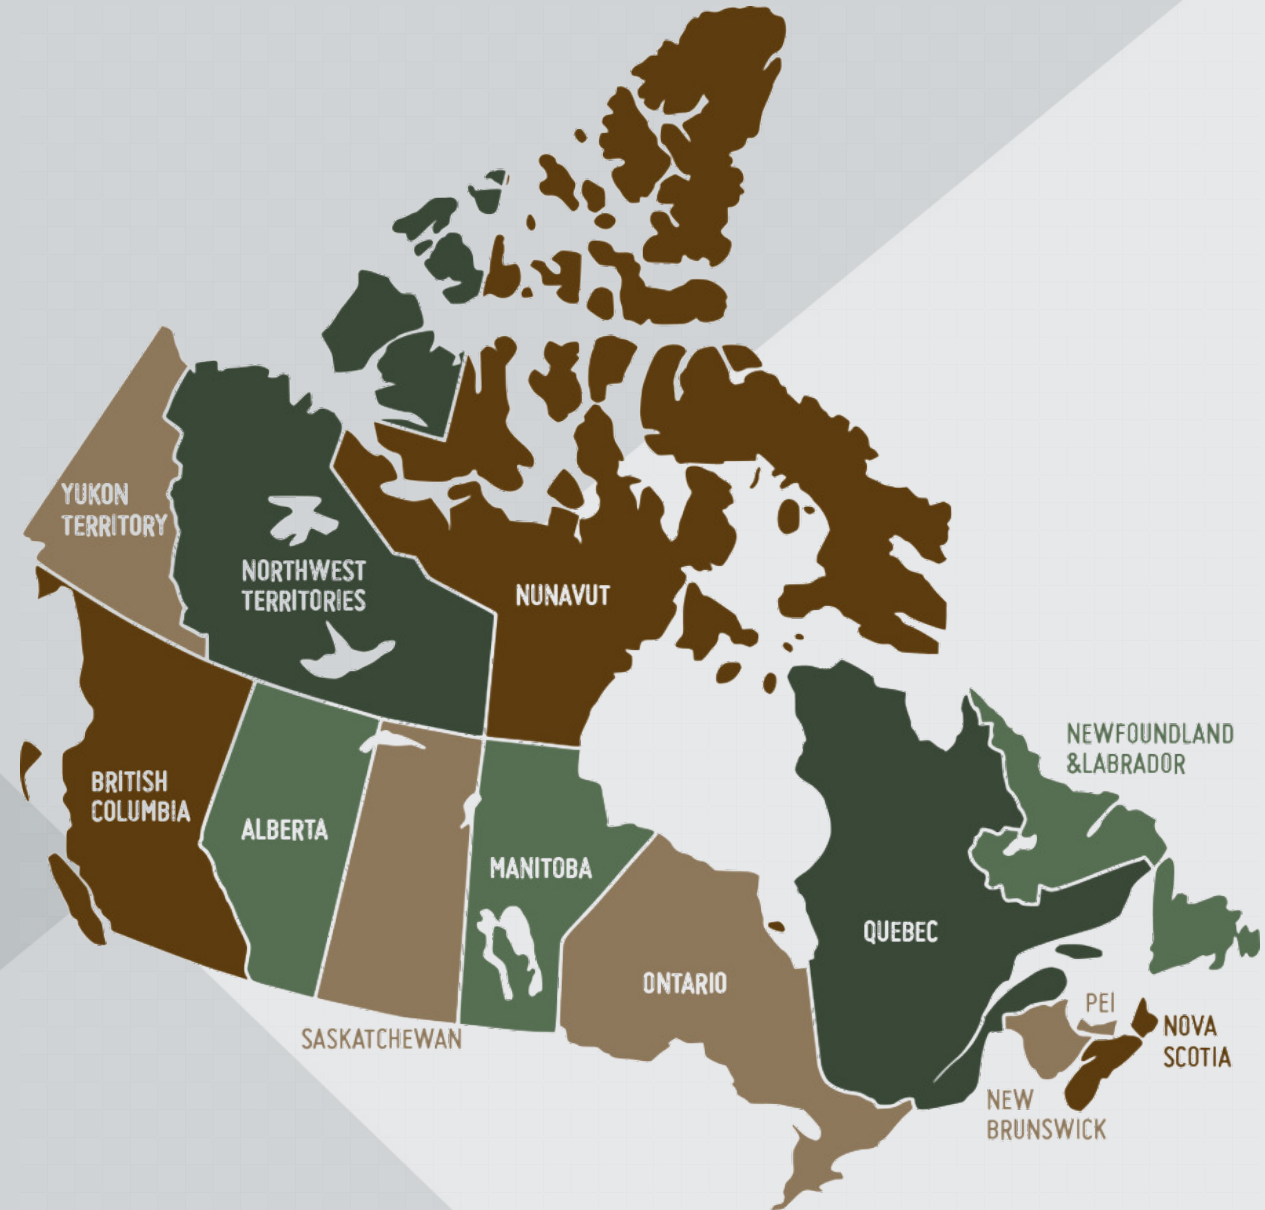 YUKON
TERRITORY
NORTHWEST
TERRITORIES
NUNAVUT
BRITISH
COLUMBIA
ALBERTA
SASKATCHEWAN
MANITOBA
ONTARIO
QUEBEC
NEWFOUNDLAND
&LABRADOR
PEI
NOVA
SCOTIA
NEW
BRUNSWICK